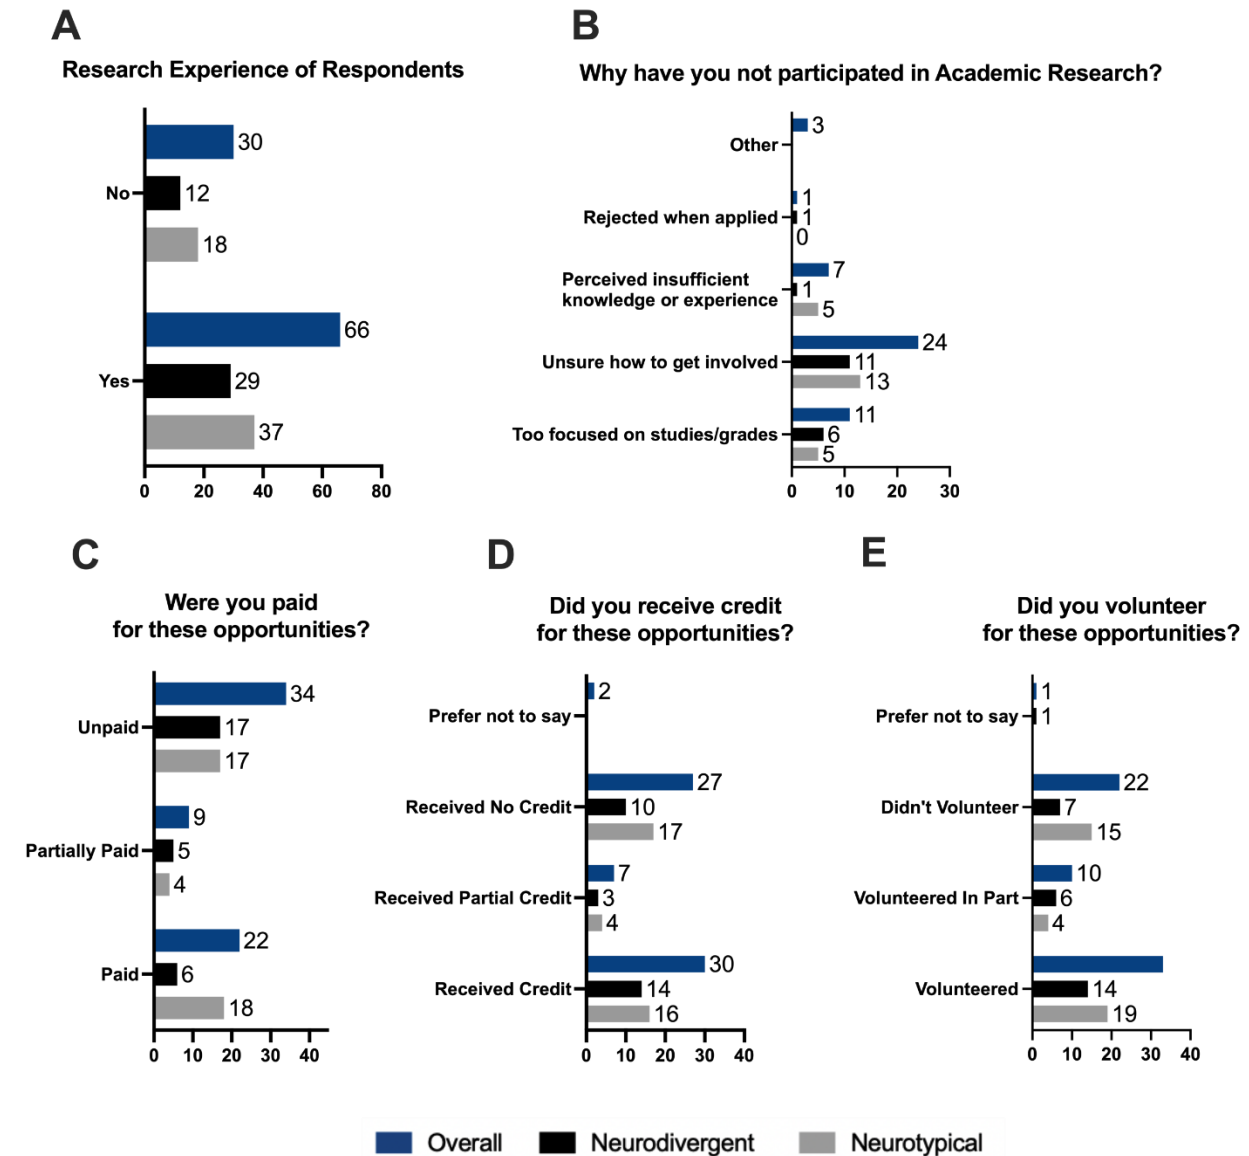 A
Research Experience of Respondents
30
No
12
18
66
Yes
29
37
0 20 40 60 80
B
Why have you not participated in Academic Research?
3
Other
1
Rejected when applied
1
0
7
Perceived insufficient
knowledge or experience
1
5
24
Unsure how to get involved
11
13
11
Too focused on studies/grades
6
5
0 10 20 30
C
Were you paid
for these opportunities?
34
Unpaid
17
17
9
Partially Paid
5
4
22
Paid
6
18
0 10 20 30 40
D
Did you receive credit
for these opportunities?
2
Prefer not to say
27
Received No Credit
10
17
7
Received Partial Credit
3
4
30
Received Credit
14
16
0 10 20 30 40
E
Did you volunteer
for these opportunities?
1
Prefer not to say
1
22
Didn't Volunteer
7
15
10
Volunteered In Part
6
4
Volunteered
14
19
0 10 20 30 40
Overall Neurodivergent Neurotypical